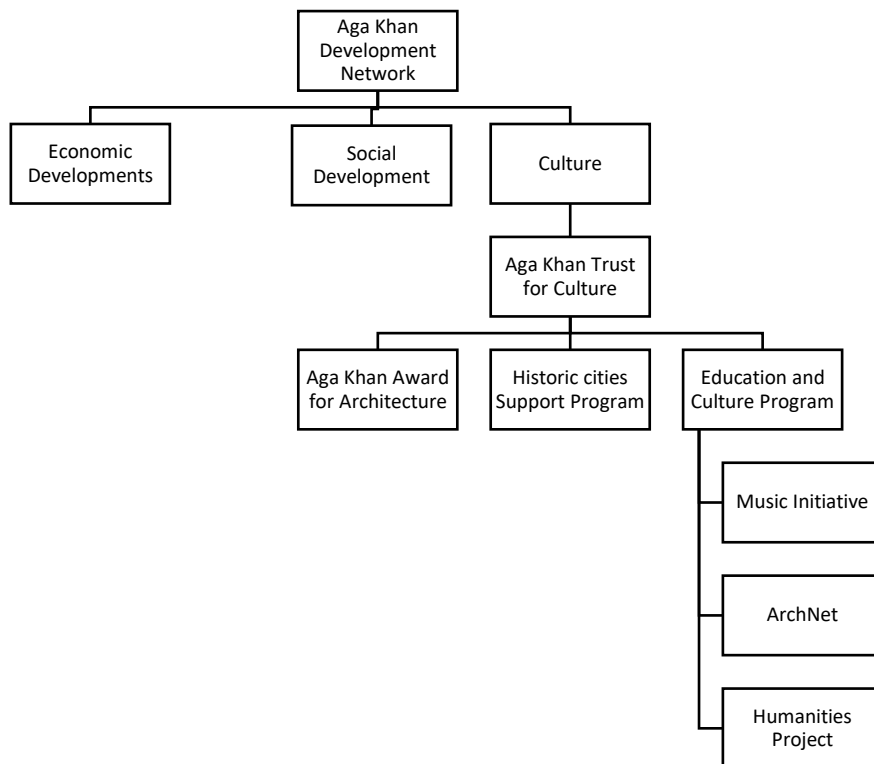 Aga Khan
Development
Network
Economic
Developments
Social
Development
Culture
Aga Khan Trust
for Culture
Aga Khan Award
for Architecture
Historic cities
Support Program
Education and
Culture Program
Music Initiative
ArchNet
Humanities
Project